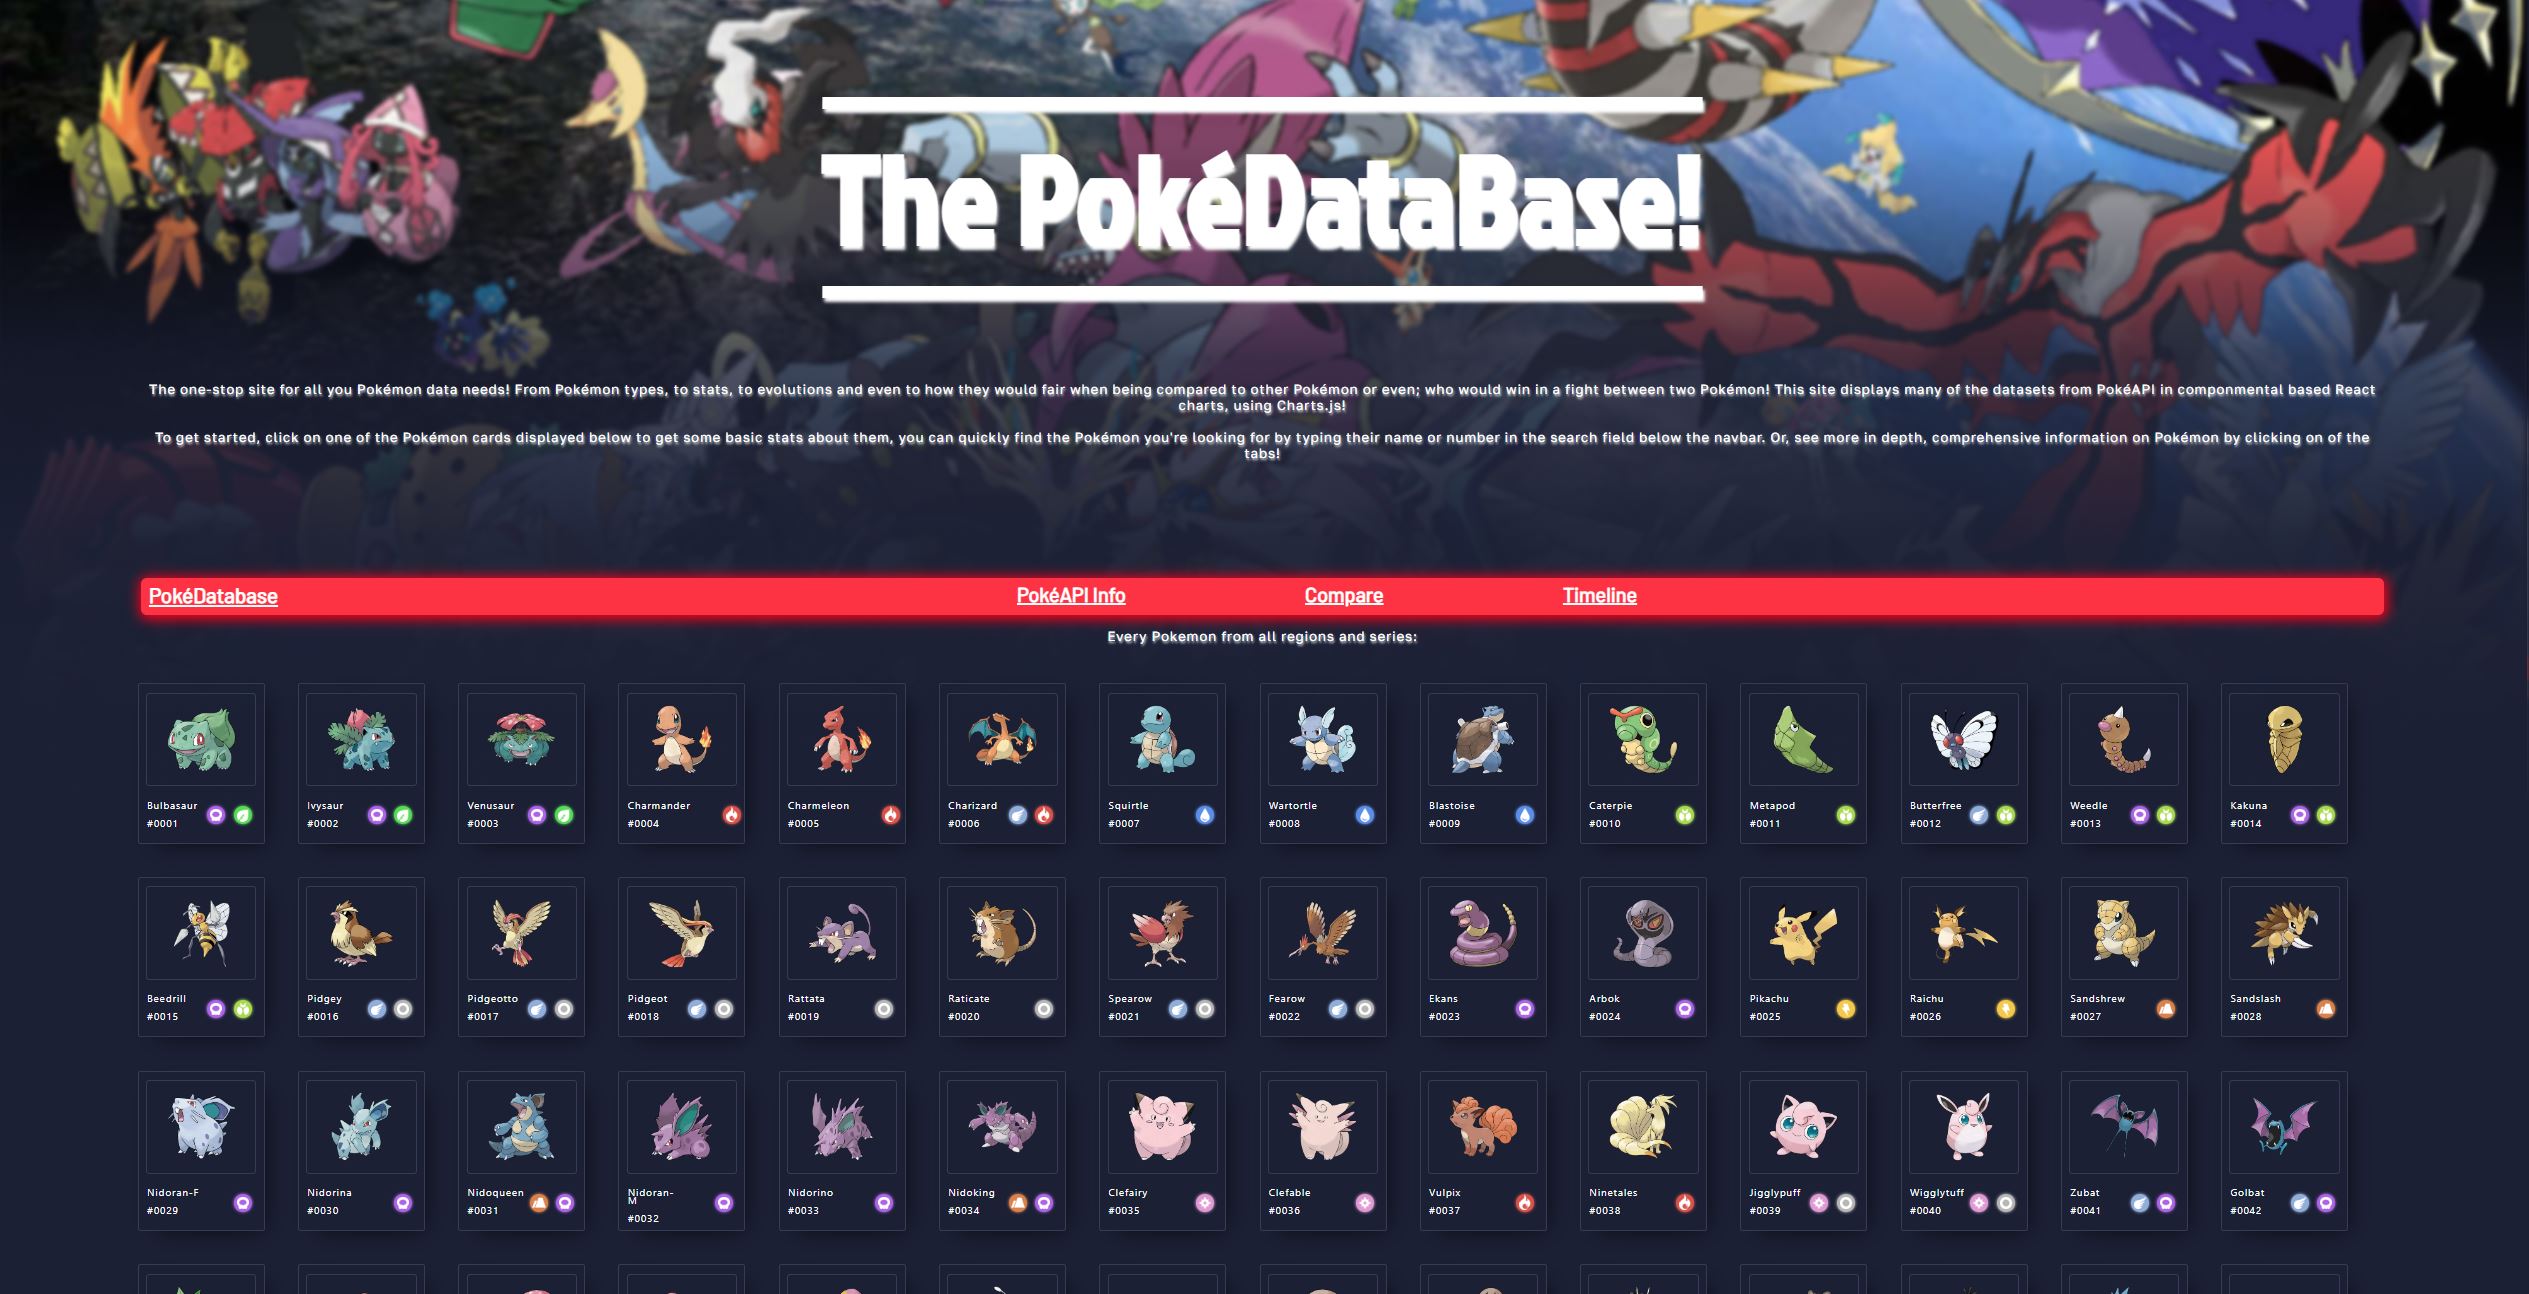 The PokéDataBase!
The one-stop site for all you Pokémon data needs! From Pokémon types, to stats, to evolutions and even to how they would fair when being compared to other Pokémon or even; who would win in a fight between two Pokémon! This site displays many of the datasets from PokéAPI in componmental based React
charts, using Charts.js!
To get started, click on one of the Pokémon cards displayed below to get some basic stats about them, you can quickly find the Pokémon you're looking for by typing their name or number in the search field below the navbar. Or, see more in depth, comprehensive information on Pokémon by clicking on of the
tabs!
PokéDatabase PokéAPI Info Compare Timeline
Every Pokemon from all regions and series:
Bulbasaur Ivysaur Venusaur Charmander Charmeleon Charizard Squirtle Wartortle Blastoise Caterpie Metapod Butterfree Weedle Kakuna
#0001 #0002 #0003 #0004 #0005 #0006 #0007 #0008 #0009 #0010 #0011 #0012 #0013 #0014
Beedrill Pidgey Pidgeotto Pidgeot Rattata Raticate Spearow Fearow Ekans Arbok Pikachu Raichu Sandshrew Sandslash
#0015 #0016 #0017 #0018 #0019 #0020 #0021 #0022 #0023 #0024 #0025 #0026 #0027 #0028
Nidoran-F Nidorina Nidoqueen Nidoran- Nidorino Nidoking Clefairy Clefable Vulpix Ninetales Jigglypuff Wigglytuff Zubat Golbat
M
#0029 #0030 #0031 #0032 #0033 #0034 #0035 #0036 #0037 #0038 #0039 #0040 #0041 #0042